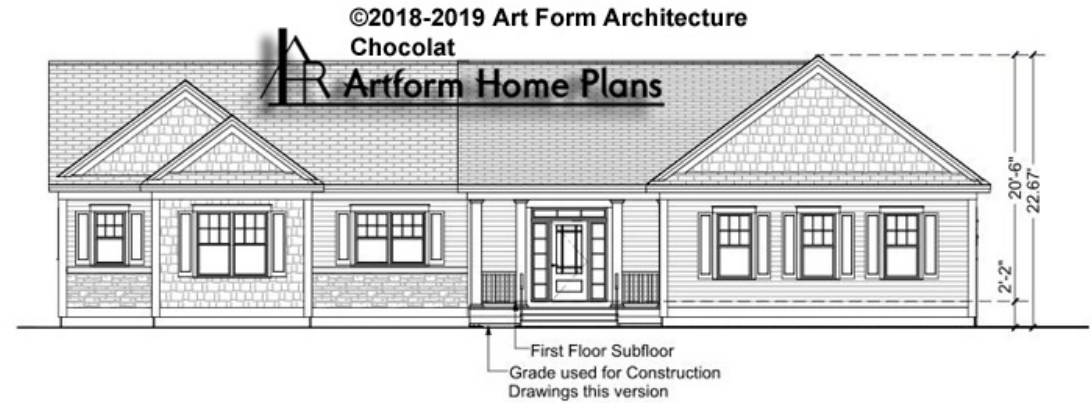 ©2018-2019 Art Form Architecture
Chocolat
AFR Artform Home Plans
20'-6"
22.67'
2'-2"
First Floor Subfloor
Grade used for Construction
Drawings this version